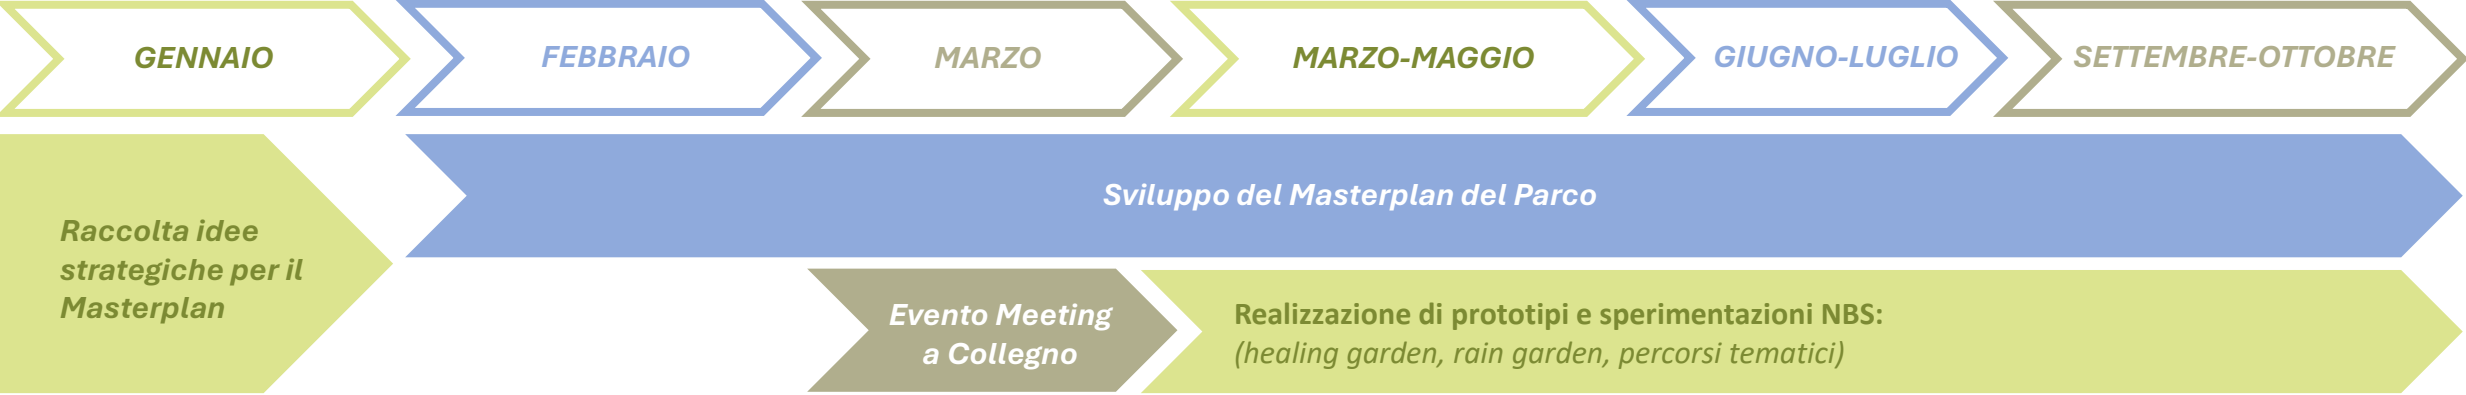 GENNAIO
FEBBRAIO
MARZO
MARZO-MAGGIO
GIUGNO-LUGLIO
SETTEMBRE-OTTOBRE
Sviluppo del Masterplan del Parco
Raccolta idee
strategiche per il
Masterplan
Evento Meeting
a Collegno
Realizzazione di prototipi e sperimentazioni NBS:
(healing garden, rain garden, percorsi tematici)